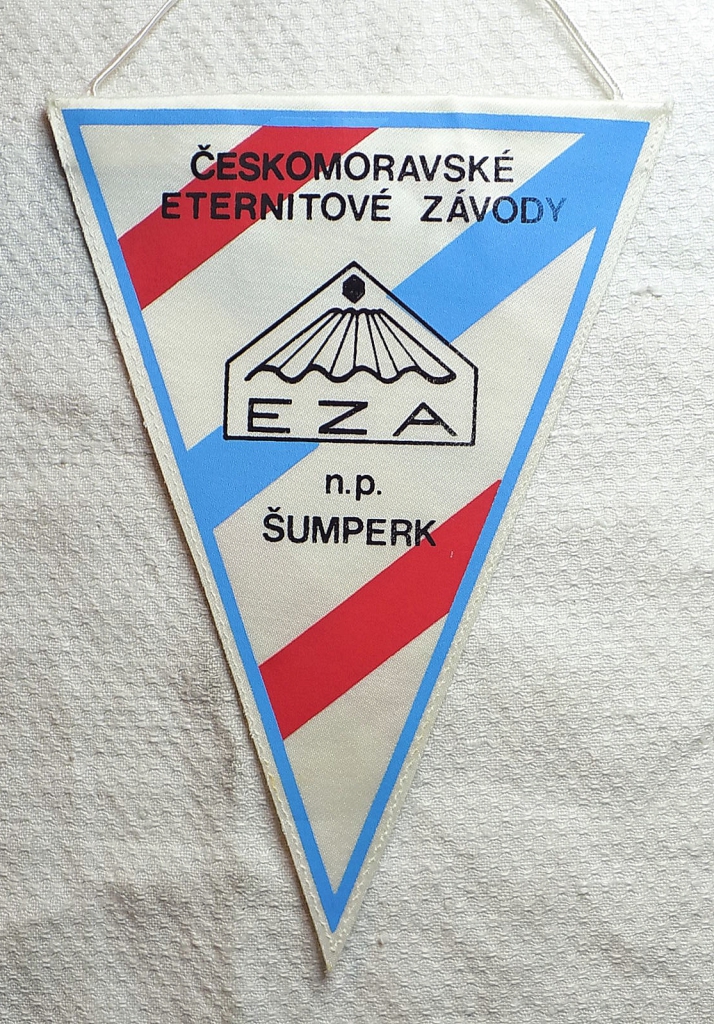 ČESKOMORAVSKÉ
ETERNITOVÉ ZÁVODY
EZA
n.p.
ŠUMPERK